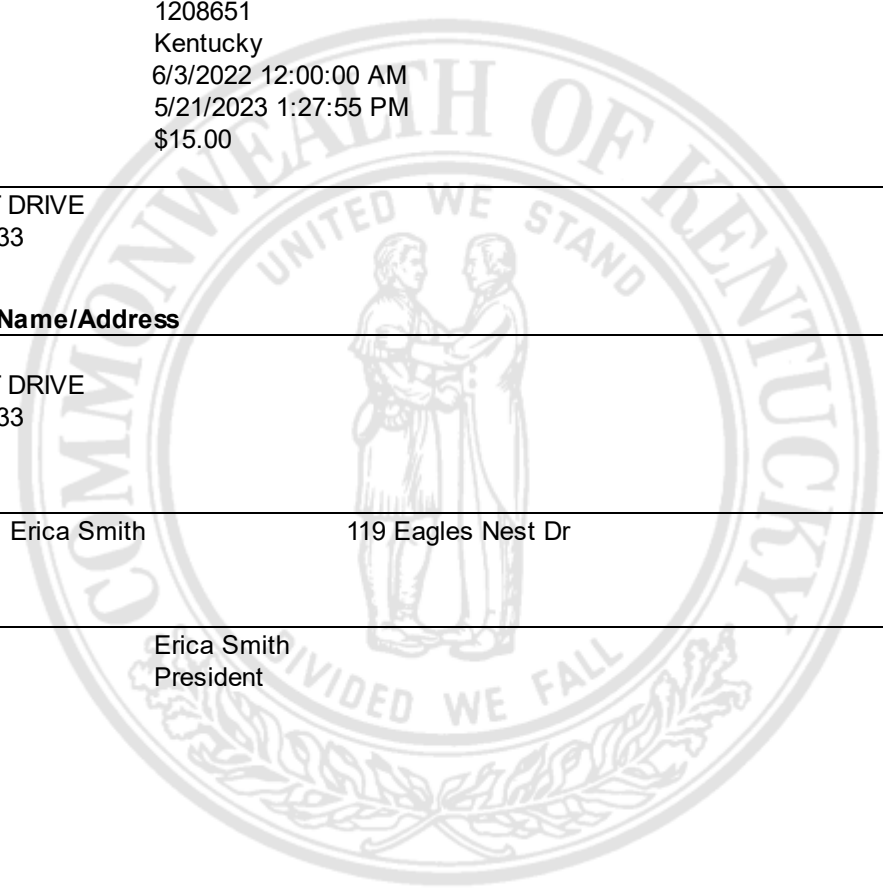 1208651
Kentucky
6/3/2022 12:00:00 AM
5/21/2023 1:27:55 PM
$15.00
DRIVE
33
Name/Address
DRIVE
33
Erica Smith 119 Eagles Nest Dr
Erica Smith
President
COMMONWEALTH OF KENTUCKY
UNITED WE STAND
DIVIDED WE FALL